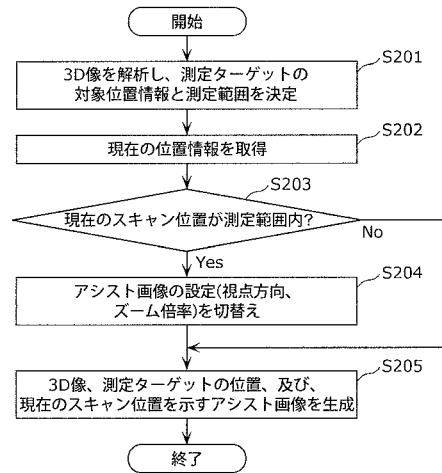 開始
S201
3D像を解析し、測定ターゲットの
対象位置情報と測定範囲を決定
S202
現在の位置情報を取得
S203
現在のスキャン位置が測定範囲内?
No
Yes
S204
アシスト画像の設定(視点方向、
ズーム倍率)を切替え
S205
3D像、測定ターゲットの位置、及び、
現在のスキャン位置を示すアシスト画像を生成
終了